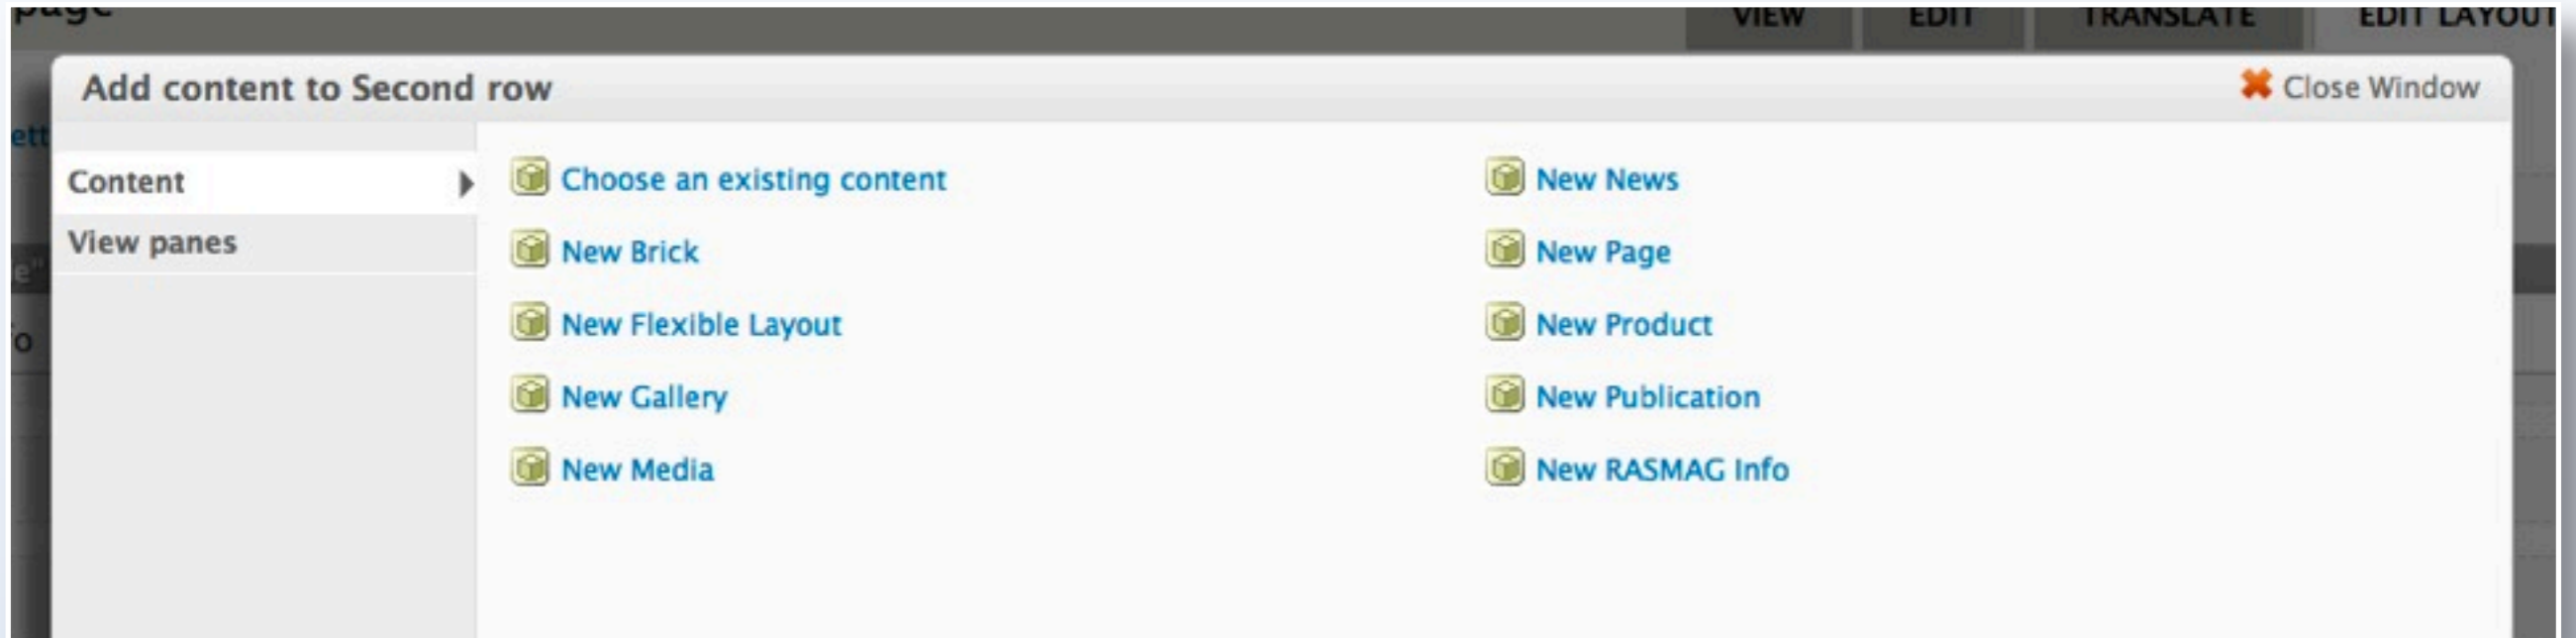 page
VIEW EDIT TRANSLATE EDIT LAYOUT
Add content to Second row
Close Window
Content
View panes
Choose an existing content
New Brick
New Flexible Layout
New Gallery
New Media
New News
New Page
New Product
New Publication
New RASMAG Info